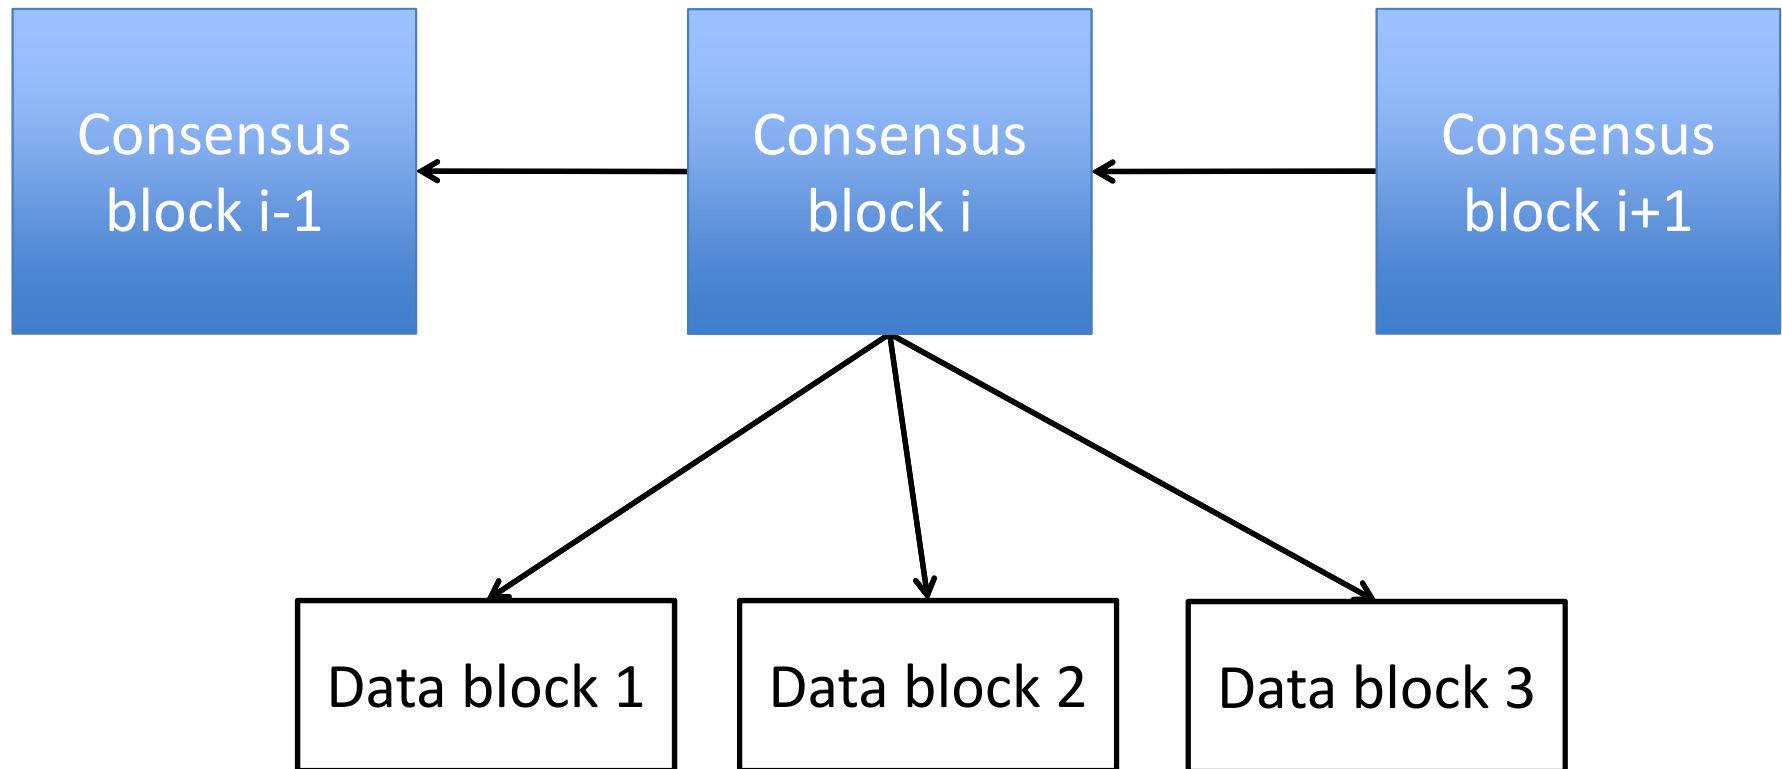 Consensus
block i-1
Consensus
block i
Consensus
block i+1
Data block 1
Data block 2
Data block 3